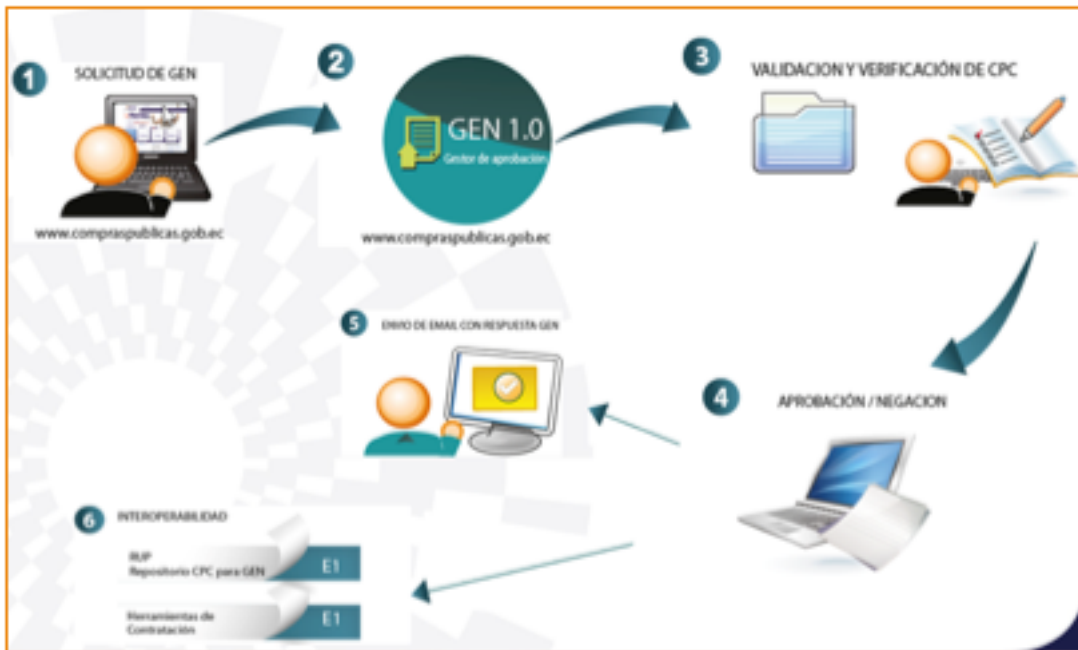 1
SOLICITUD DE GEN
www.compraspublicas.gob.ec
2
GEN 1.0
Gestor de aprobación
www.compraspublicas.gob.ec
3
VALIDACION Y VERIFICACIÓN DE CPC
4
APROBACIÓN / NEGACION
5
ENVIO DE EMAIL CON RESPUESTA GEN
6
INTEROPERABILIDAD
RUP
Repositorio CPC para GEN
E1
Herramientas de
Contratación
E1